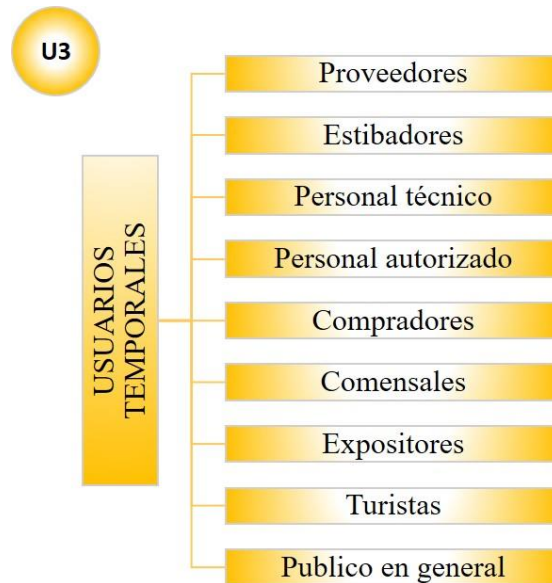 U3
USUARIOS
TEMPORALES
Proveedores
Estibadores
Personal técnico
Personal autorizado
Compradores
Comensales
Expositores
Turistas
Publico en general